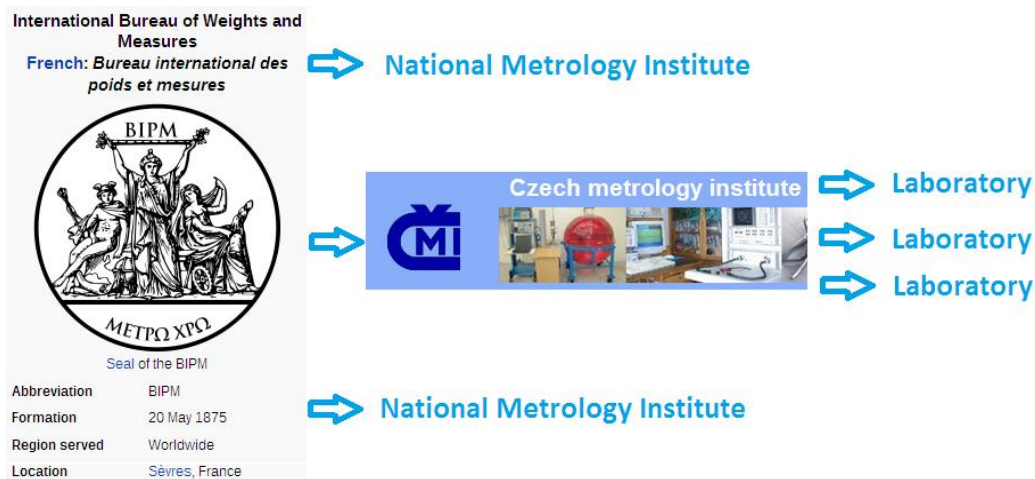 International Bureau of Weights and
Measures
French: Bureau international des
poids et mesures
BIPM
ΜΕΤΡΩ ΧΡΩ
Seal of the BIPM
Abbreviation BIPM
Formation 20 May 1875
Region served Worldwide
Location Sèvres, France
National Metrology Institute
Czech metrology institute
ČMI
National Metrology Institute
Laboratory
Laboratory
Laboratory